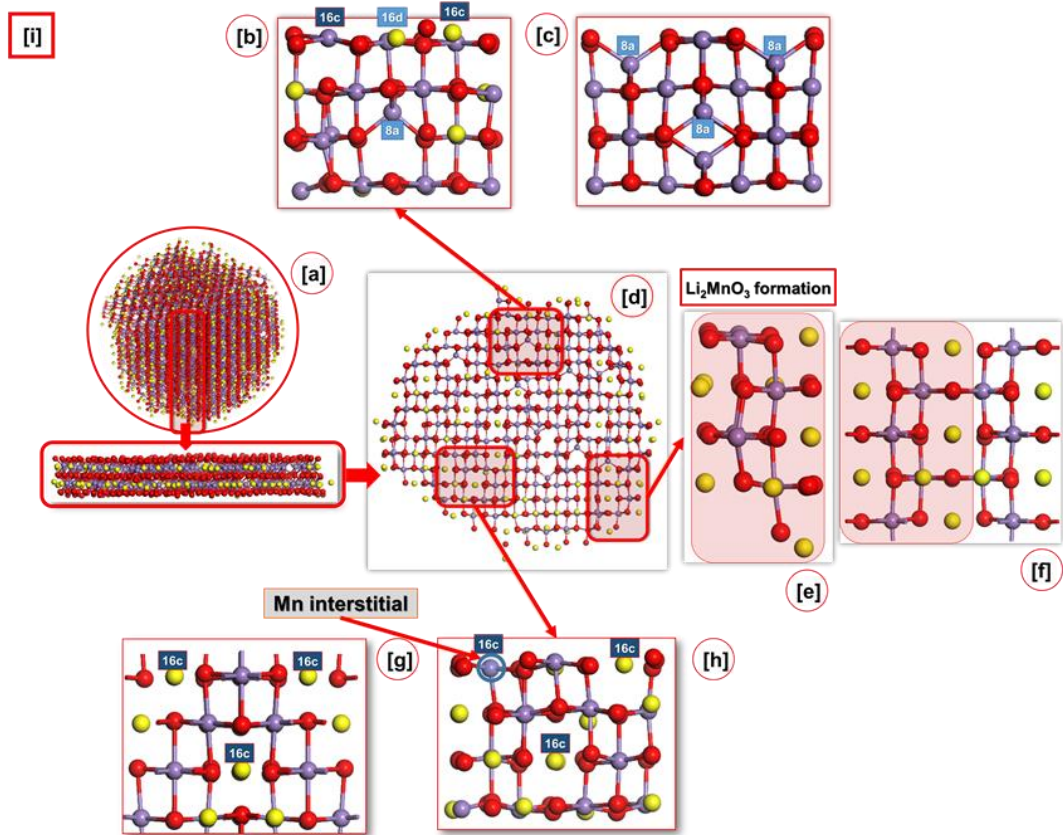 [i]
[b]
16c
16d
16c
8a
[c]
8a
8a
8a
[a]
[d]
Li₂MnO₃ formation
[e]
[f]
Mn interstitial
[g]
16c
16c
16c
[h]
16c
16c
16c